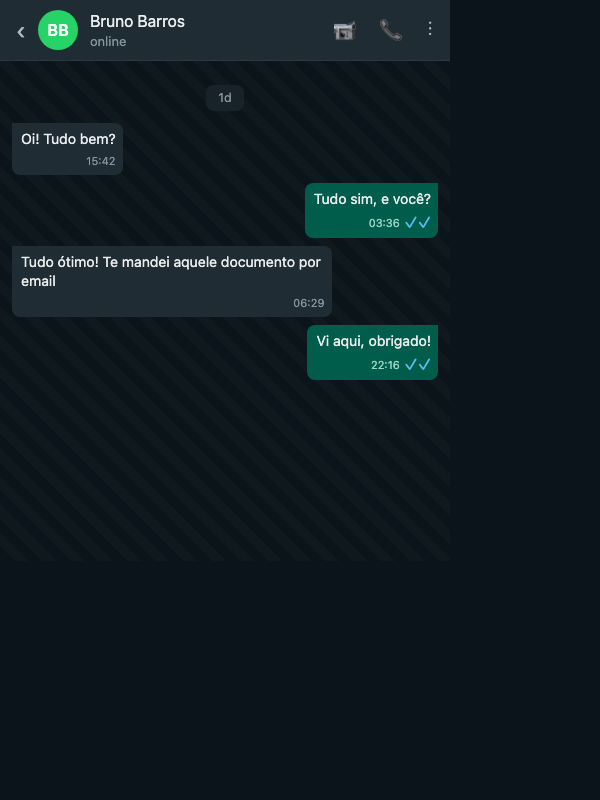 BB
Bruno Barros
online
1d
Oi! Tudo bem?
15:42
Tudo sim, e você?
03:36
Tudo ótimo! Te mandei aquele documento por
email
06:29
Vi aqui, obrigado!
22:16